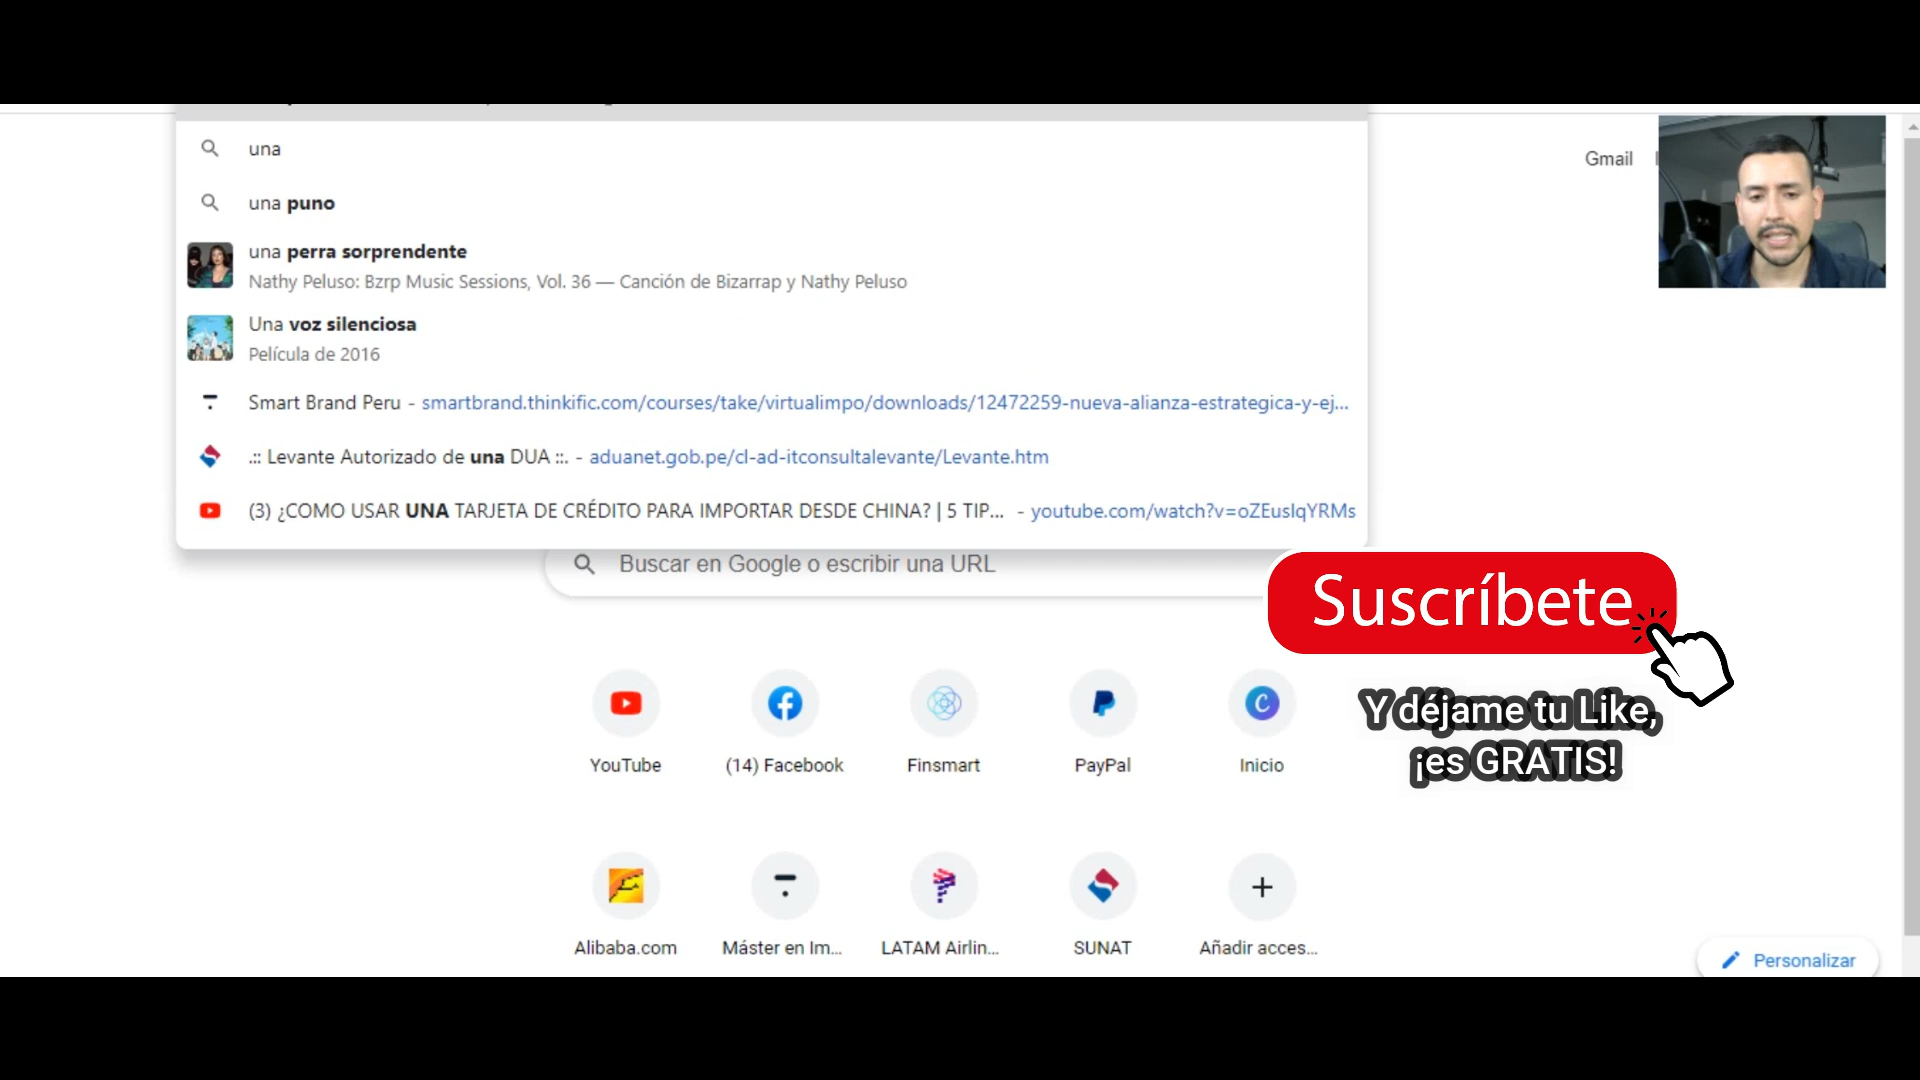 una
Gmail
una puno
una perra sorprendente
Nathy Peluso: Bzrp Music Sessions, Vol. 36 — Canción de Bizarrap y Nathy Peluso
Una voz silenciosa
Película de 2016
Smart Brand Peru - smartbrand.thinkific.com/courses/take/virtualimpo/downloads/12472259-nueva-alianza-estrategica-y-ej...
.:: Levante Autorizado de una DUA ::. - aduanet.gob.pe/cl-ad-itconsultalevante/Levante.htm
(3) ¿COMO USAR UNA TARJETA DE CRÉDITO PARA IMPORTAR DESDE CHINA? | 5 TIP... - youtube.com/watch?v=oZEuslqYRMs
Buscar en Google o escribir una URL
Suscríbete
Y déjame tu Like,
¡es GRATIS!
YouTube
(14) Facebook
Finsmart
PayPal
Inicio
Alibaba.com
Máster en Im...
LATAM Airlin...
SUNAT
Añadir acces...
Personalizar